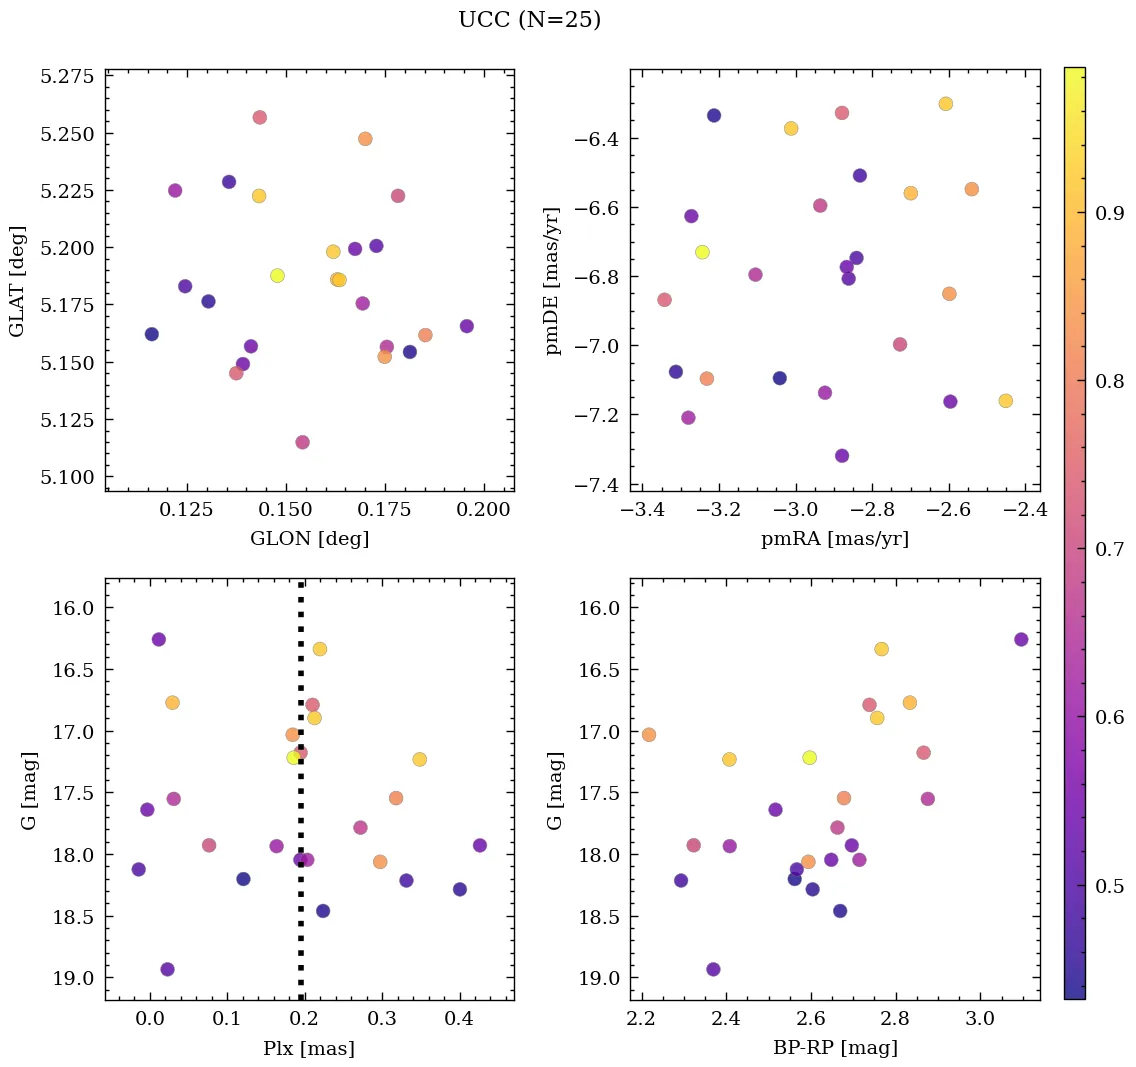 UCC (N=25)
5.275
5.250
5.225
5.200
5.175
5.150
5.125
5.100
GLAT [deg]
0.125 0.150 0.175 0.200
GLON [deg]
−6.4
−6.6
−6.8
−7.0
−7.2
−7.4
pmDE [mas/yr]
−3.4 −3.2 −3.0 −2.8 −2.6 −2.4
pmRA [mas/yr]
16.0
16.5
17.0
17.5
18.0
18.5
19.0
G [mag]
0.0 0.1 0.2 0.3 0.4
Plx [mas]
16.0
16.5
17.0
17.5
18.0
18.5
19.0
G [mag]
2.2 2.4 2.6 2.8 3.0
BP-RP [mag]
0.9
0.8
0.7
0.6
0.5